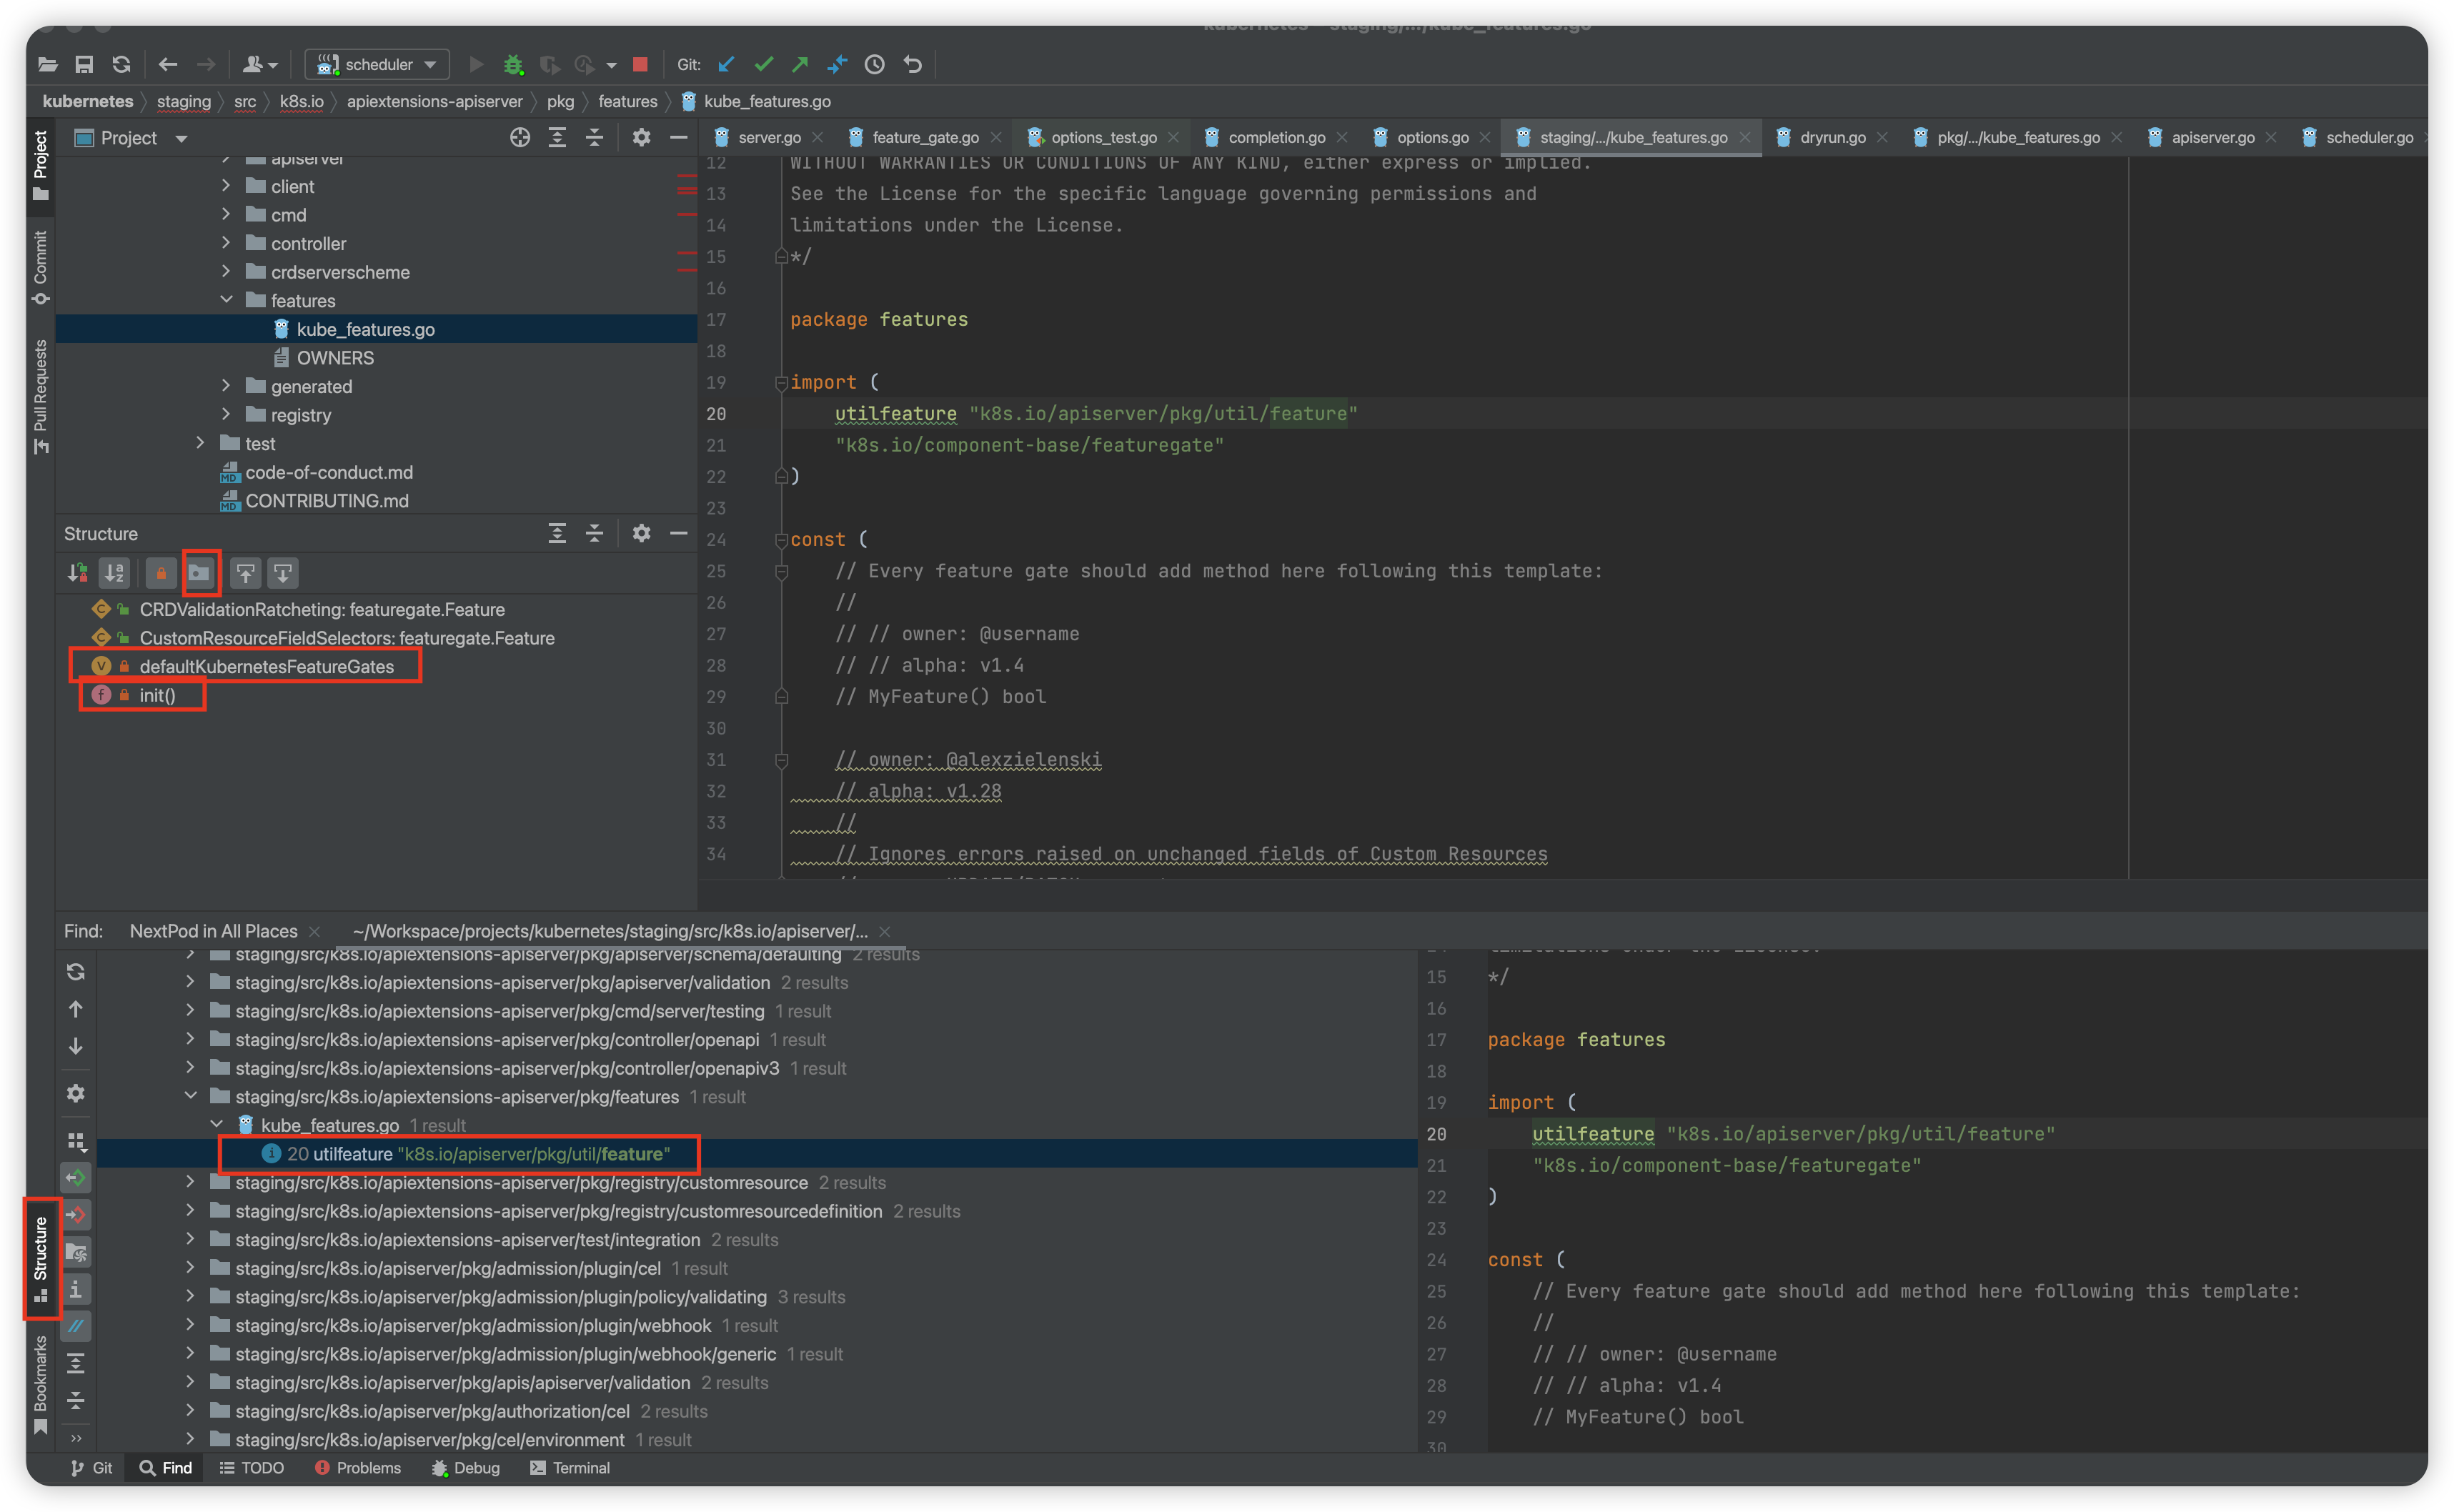 kubernetes – staging/.../kube_features.go
scheduler
Git:
kubernetes
staging
src
k8s.io
apiextensions-apiserver
pkg
features
kube_features.go
Project
server.go
feature_gate.go
options_test.go
completion.go
options.go
staging/.../kube_features.go
dryrun.go
pkg/.../kube_features.go
apiserver.go
scheduler.go
Project
Commit
Pull Requests
apiserver
client
cmd
controller
crdserverscheme
features
kube_features.go
OWNERS
generated
registry
test
code-of-conduct.md
CONTRIBUTING.md
Structure
CRDValidationRatcheting: featuregate.Feature
CustomResourceFieldSelectors: featuregate.Feature
defaultKubernetesFeatureGates
init()
12 WITHOUT WARRANTIES OR CONDITIONS OF ANY KIND, either express or implied.
13 See the License for the specific language governing permissions and
14 limitations under the License.
15 */
16
17 package features
18
19 import (
20 utilfeature "k8s.io/apiserver/pkg/util/feature"
21 "k8s.io/component-base/featuregate"
22 )
23
24 const (
25 // Every feature gate should add method here following this template:
26 //
27 // // owner: @username
28 // // alpha: v1.4
29 // MyFeature() bool
30
31 // owner: @alexzielenski
32 // alpha: v1.28
33 //
34 // Ignores errors raised on unchanged fields of Custom Resources
Find:
NextPod in All Places
~/Workspace/projects/kubernetes/staging/src/k8s.io/apiserver/...
staging/src/k8s.io/apiextensions-apiserver/pkg/apiserver/schema/defaulting 2 results
staging/src/k8s.io/apiextensions-apiserver/pkg/apiserver/validation 2 results
staging/src/k8s.io/apiextensions-apiserver/pkg/cmd/server/testing 1 result
staging/src/k8s.io/apiextensions-apiserver/pkg/controller/openapi 1 result
staging/src/k8s.io/apiextensions-apiserver/pkg/controller/openapiv3 1 result
staging/src/k8s.io/apiextensions-apiserver/pkg/features 1 result
kube_features.go 1 result
20 utilfeature "k8s.io/apiserver/pkg/util/feature"
staging/src/k8s.io/apiextensions-apiserver/pkg/registry/customresource 2 results
staging/src/k8s.io/apiextensions-apiserver/pkg/registry/customresourcedefinition 2 results
staging/src/k8s.io/apiextensions-apiserver/test/integration 2 results
staging/src/k8s.io/apiserver/pkg/admission/plugin/cel 1 result
staging/src/k8s.io/apiserver/pkg/admission/plugin/policy/validating 3 results
staging/src/k8s.io/apiserver/pkg/admission/plugin/webhook 1 result
staging/src/k8s.io/apiserver/pkg/admission/plugin/webhook/generic 1 result
staging/src/k8s.io/apiserver/pkg/apis/apiserver/validation 2 results
staging/src/k8s.io/apiserver/pkg/authorization/cel 2 results
staging/src/k8s.io/apiserver/pkg/cel/environment 1 result
15 */
16
17 package features
18
19 import (
20 utilfeature "k8s.io/apiserver/pkg/util/feature"
21 "k8s.io/component-base/featuregate"
22 )
23
24 const (
25 // Every feature gate should add method here following this template:
26 //
27 // // owner: @username
28 // // alpha: v1.4
29 // MyFeature() bool
30
Structure
Bookmarks
Git
Find
TODO
Problems
Debug
Terminal